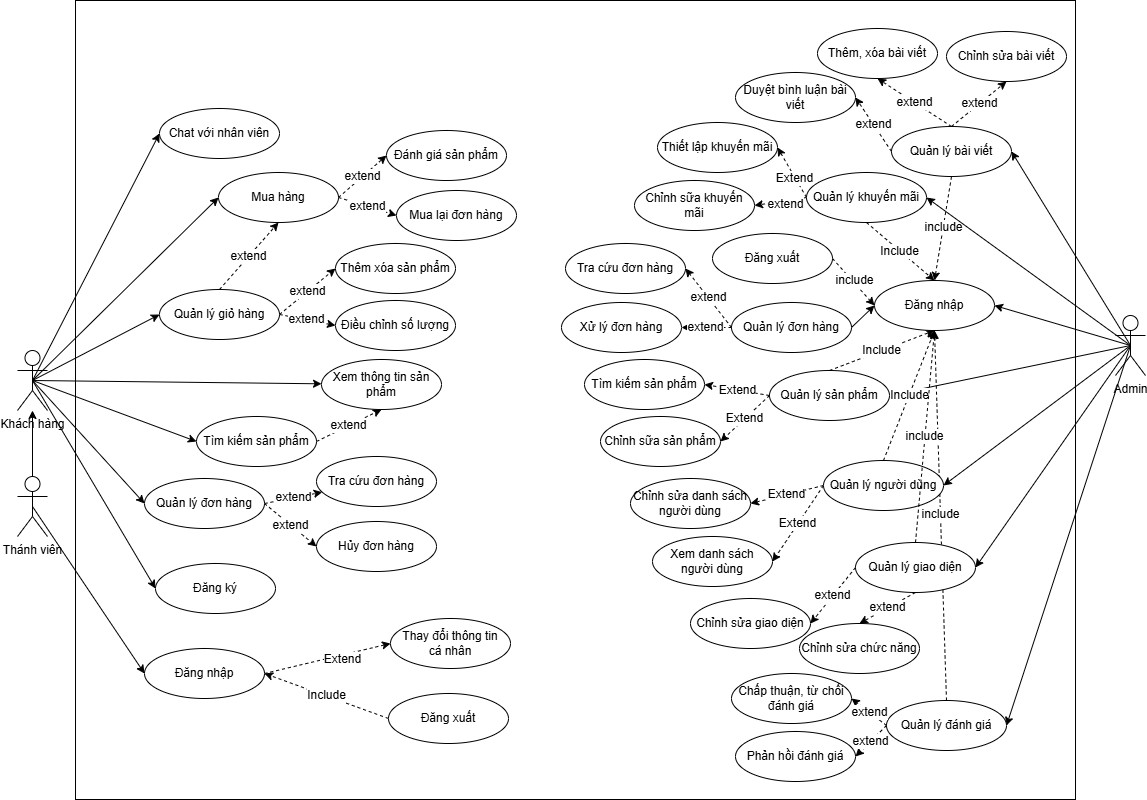 Thêm, xóa bài viết
Chỉnh sửa bài viết
Duyệt bình luận bài
viết
extend
extend
extend
Quản lý bài viết
Chat với nhân viên
Thiết lập khuyến mãi
Extend
Chỉnh sữa khuyến
mãi
extend
Quản lý khuyến mãi
include
Include
Đánh giá sản phẩm
extend
Mua hàng
extend
Mua lại đơn hàng
extend
Đăng xuất
include
Thêm xóa sản phẩm
extend
Quản lý giỏ hàng
extend
Điều chỉnh số lượng
Tra cứu đơn hàng
extend
Xử lý đơn hàng
extend
Quản lý đơn hàng
Đăng nhập
Include
Xem thông tin sản
phẩm
Tìm kiếm sản phẩm
extend
Tìm kiếm sản phẩm
Extend
Quản lý sản phẩm
Include
Extend
Chỉnh sữa sản phẩm
include
Khách hàng
Admin
Quản lý đơn hàng
extend
Tra cứu đơn hàng
extend
Hủy đơn hàng
Chỉnh sửa danh sách
người dùng
Extend
Quản lý người dùng
Extend
include
Xem danh sách
người dùng
Thánh viên
Đăng ký
Quản lý giao diện
extend
extend
Chỉnh sửa giao diện
Chỉnh sửa chức năng
Đăng nhập
Extend
Thay đổi thông tin
cá nhân
Include
Đăng xuất
Chấp thuận, từ chối
đánh giá
extend
Quản lý đánh giá
extend
Phản hồi đánh giá